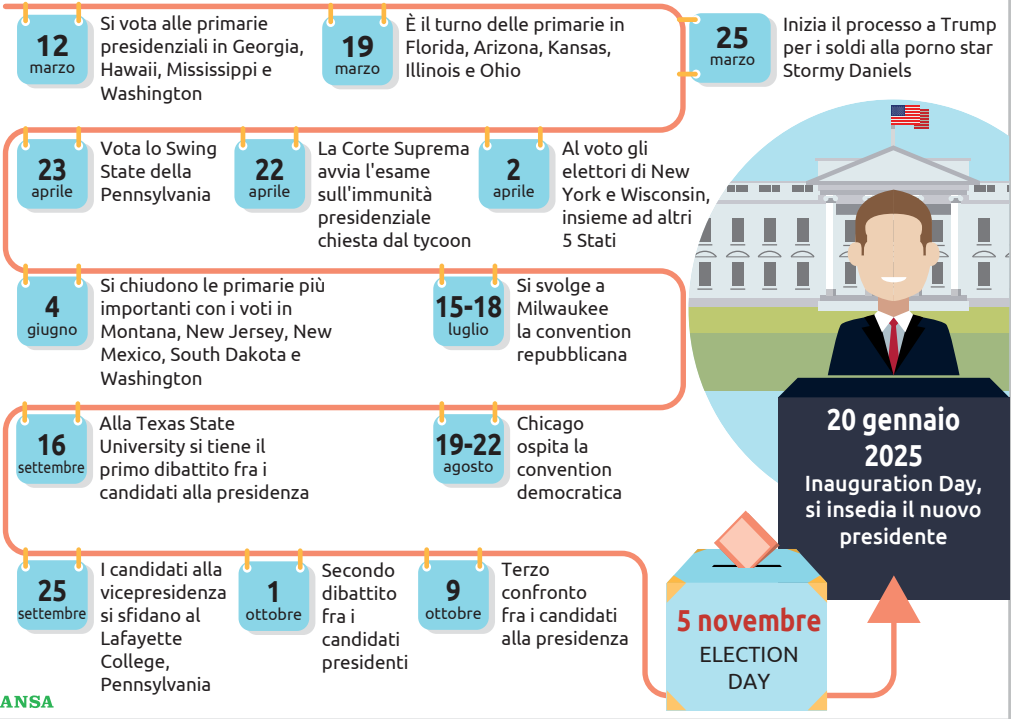 12
marzo
Si vota alle primarie
presidenziali in Georgia,
Hawaii, Mississippi e
Washington
19
marzo
È il turno delle primarie in
Florida, Arizona, Kansas,
Illinois e Ohio
25
marzo
Inizia il processo a Trump
per i soldi alla porno star
Stormy Daniels
23
aprile
Vota lo Swing
State della
Pennsylvania
22
aprile
La Corte Suprema
avvia l'esame
sull'immunità
presidenziale
chiesta dal tycoon
2
aprile
Al voto gli
elettori di New
York e Wisconsin,
insieme ad altri
5 Stati
4
giugno
Si chiudono le primarie più
importanti con i voti in
Montana, New Jersey, New
Mexico, South Dakota e
Washington
15-18
luglio
Si svolge a
Milwaukee
la convention
repubblicana
16
settembre
Alla Texas State
University si tiene il
primo dibattito fra i
candidati alla presidenza
19-22
agosto
Chicago
ospita la
convention
democratica
25
settembre
I candidati alla
vicepresidenza
si sfidano al
Lafayette
College,
Pennsylvania
1
ottobre
Secondo
dibattito
fra i
candidati
presidenti
9
ottobre
Terzo
confronto
fra i candidati
alla presidenza
5 novembre
ELECTION
DAY
20 gennaio
2025
Inauguration Day,
si insedia il nuovo
presidente
ANSA